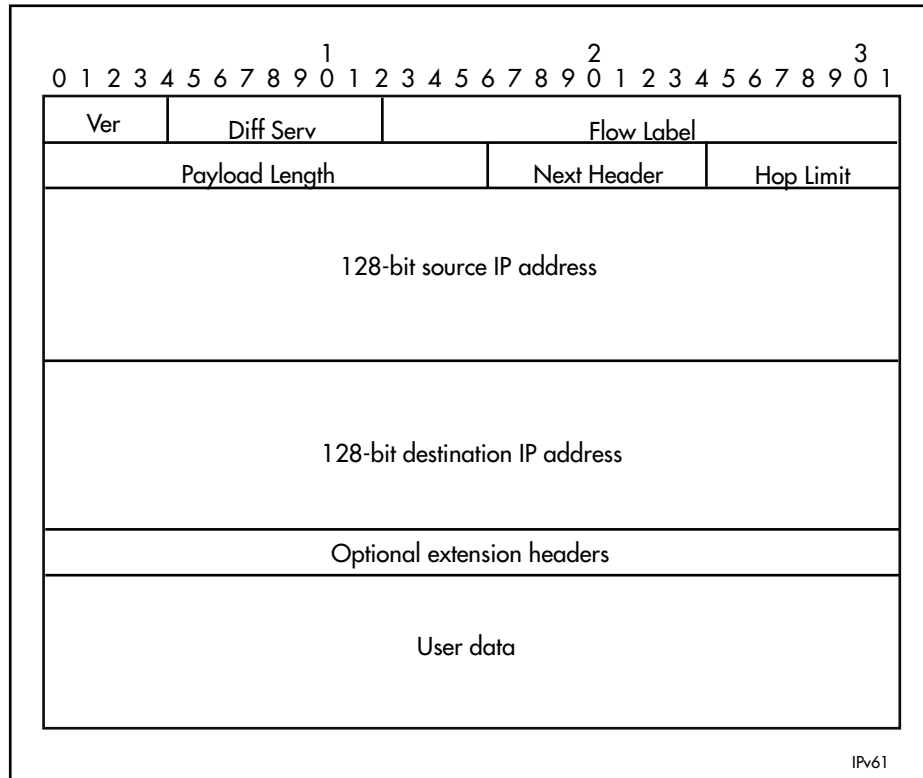 1 2 3
0 1 2 3 4 5 6 7 8 9 0 1 2 3 4 5 6 7 8 9 0 1 2 3 4 5 6 7 8 9 0 1
Ver Diff Serv Flow Label
Payload Length Next Header Hop Limit
128-bit source IP address
128-bit destination IP address
Optional extension headers
User data
IPv61